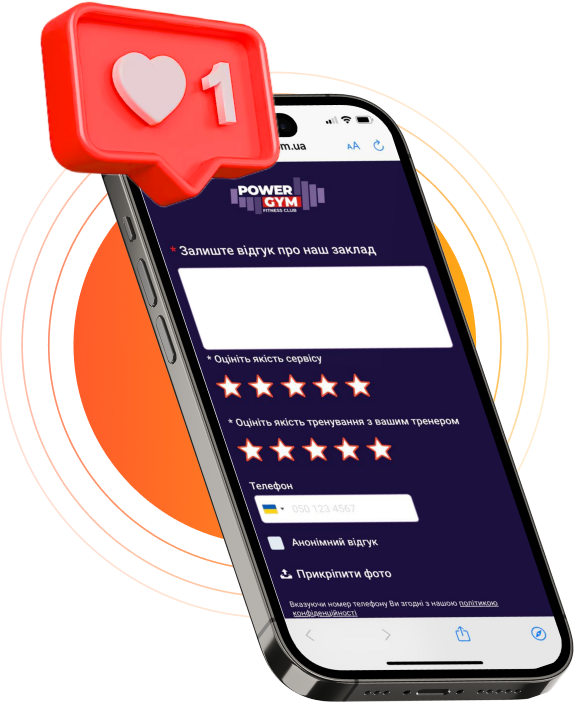 1
m.ua
AA
POWER
GYM
FITNESS CLUB
* Залиште відгук про наш заклад
* Оцініть якість сервісу
* Оцініть якість тренування з вашим тренером
Телефон
050 123 4567
Анонімний відгук
Прикріпити фото
Вказуючи номер телефону Ви згодні з нашою політикою
конфіденційності